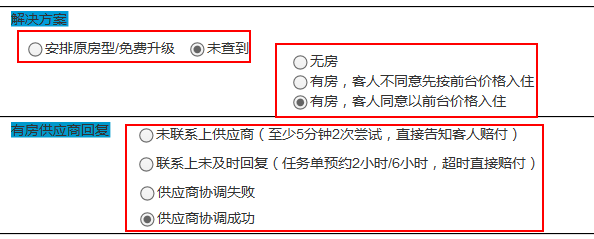 解决方案
安排原房型/免费升级 未查到
无房
有房，客人不同意先按前台价格入住
有房，客人同意以前台价格入住
有房供应商回复
未联系上供应商（至少5分钟2次尝试，直接告知客人赔付）
联系上未及时回复（任务单预约2小时/6小时，超时直接赔付）
供应商协调失败
供应商协调成功